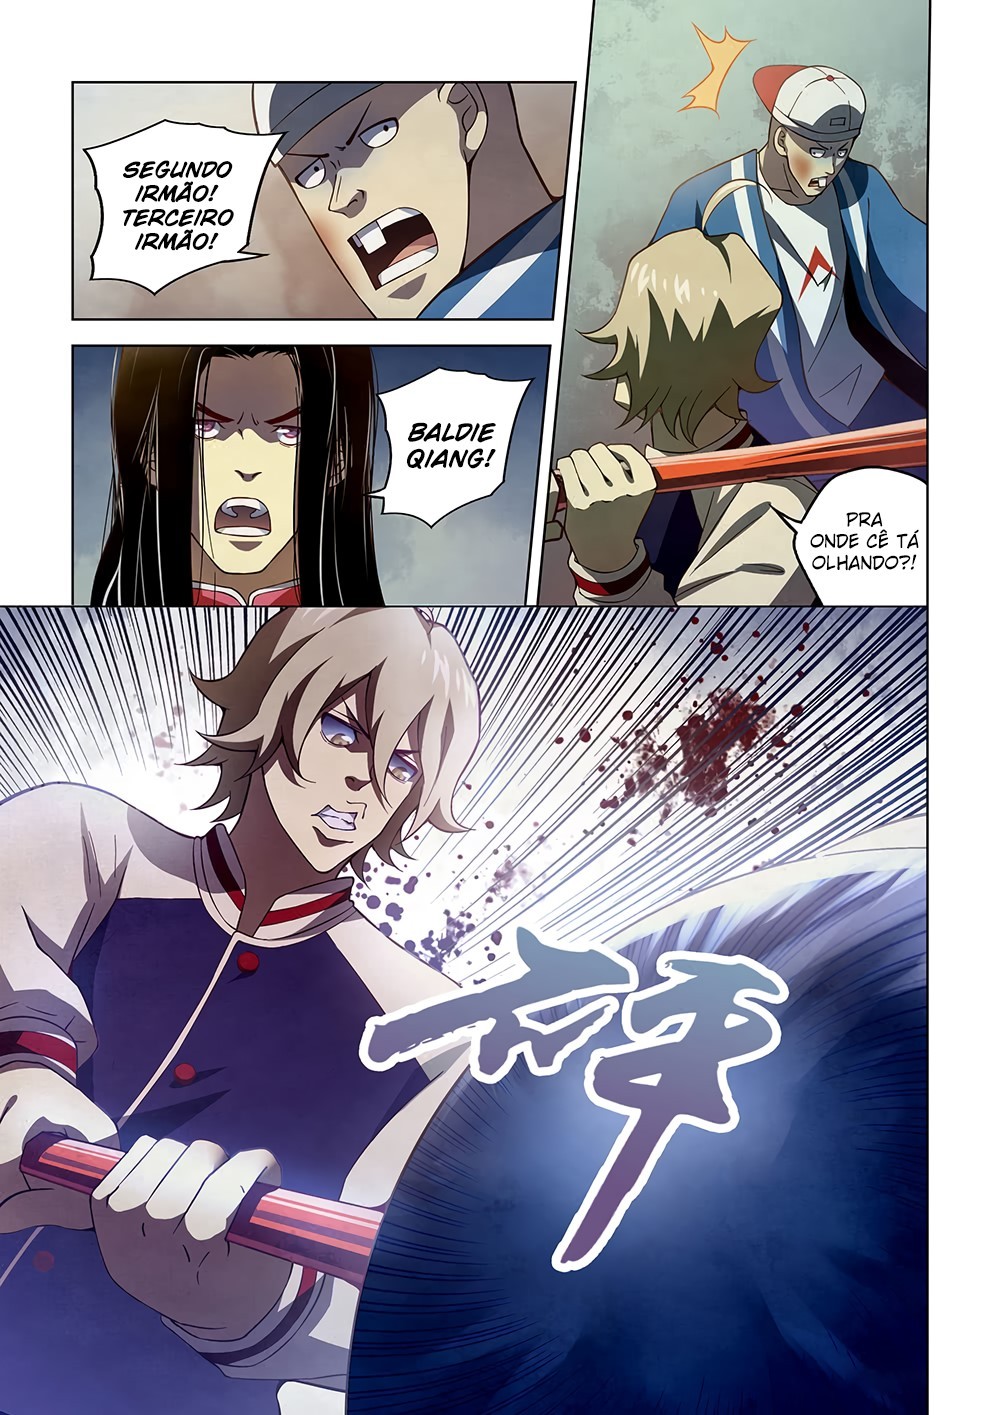 SEGUNDO
IRMÃO!
TERCEIRO
IRMÃO!
BALDIE
QIANG!
PRA
ONDE CÊ TÁ
OLHANDO?!